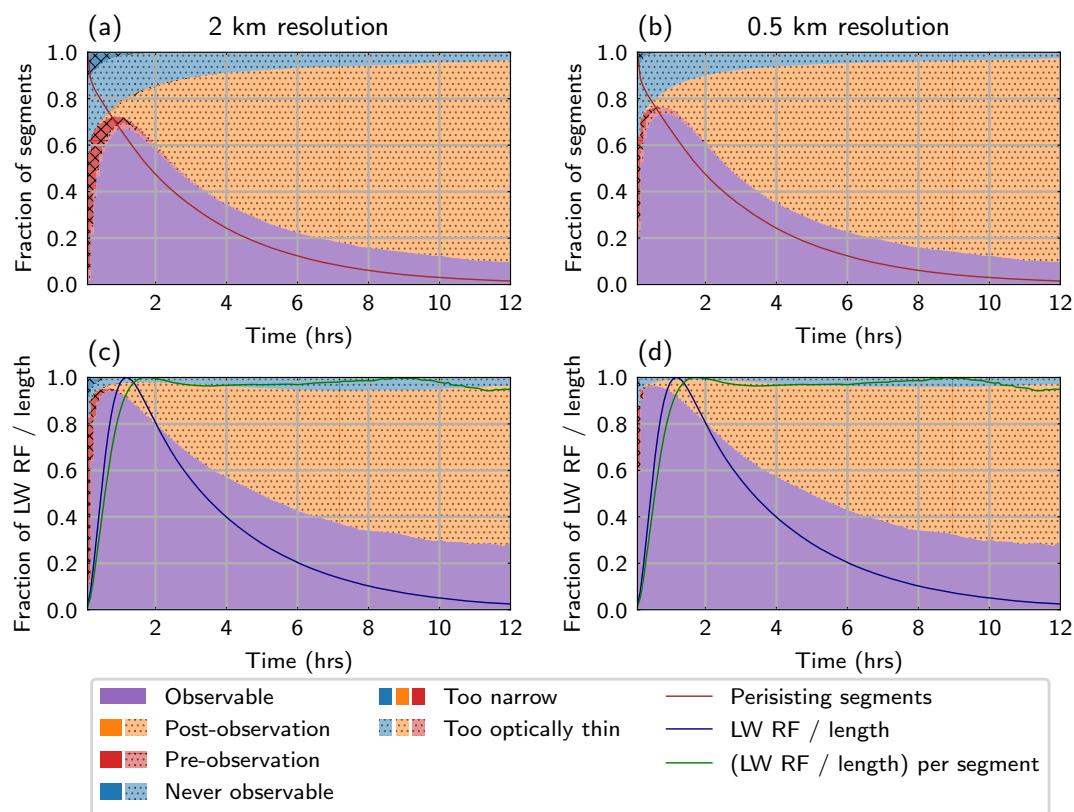 (a) 2 km resolution
(b) 0.5 km resolution
Fraction of segments
1.0
0.8
0.6
0.4
0.2
0.0
2 4 6 8 10 12
Time (hrs)
Fraction of segments
1.0
0.8
0.6
0.4
0.2
0.0
2 4 6 8 10 12
Time (hrs)
(c)
Fraction of LW RF / length
1.0
0.8
0.6
0.4
0.2
0.0
2 4 6 8 10 12
Time (hrs)
(d)
Fraction of LW RF / length
1.0
0.8
0.6
0.4
0.2
0.0
2 4 6 8 10 12
Time (hrs)
Observable
Post-observation
Pre-observation
Never observable
Too narrow
Too optically thin
Perisisting segments
LW RF / length
(LW RF / length) per segment